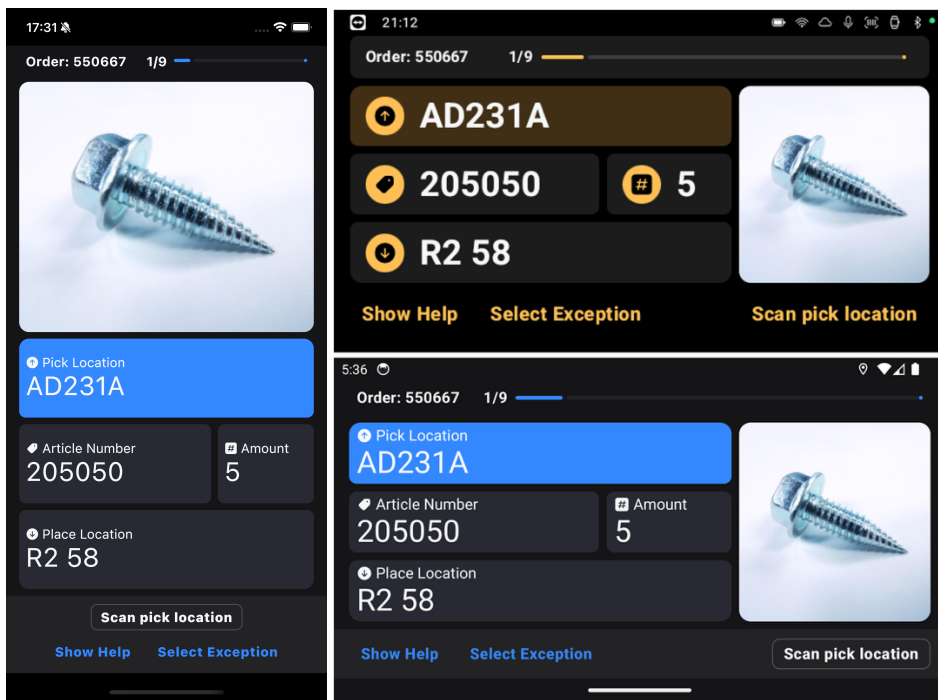 17:31
Order: 550667 1/9
Pick Location
AD231A
Article Number
205050
# Amount
5
Place Location
R2 58
Scan pick location
Show Help Select Exception
21:12
Order: 550667 1/9
AD231A
205050
# 5
R2 58
Show Help Select Exception Scan pick location
5:36
Order: 550667 1/9
Pick Location
AD231A
Article Number
205050
# Amount
5
Place Location
R2 58
Show Help Select Exception Scan pick location